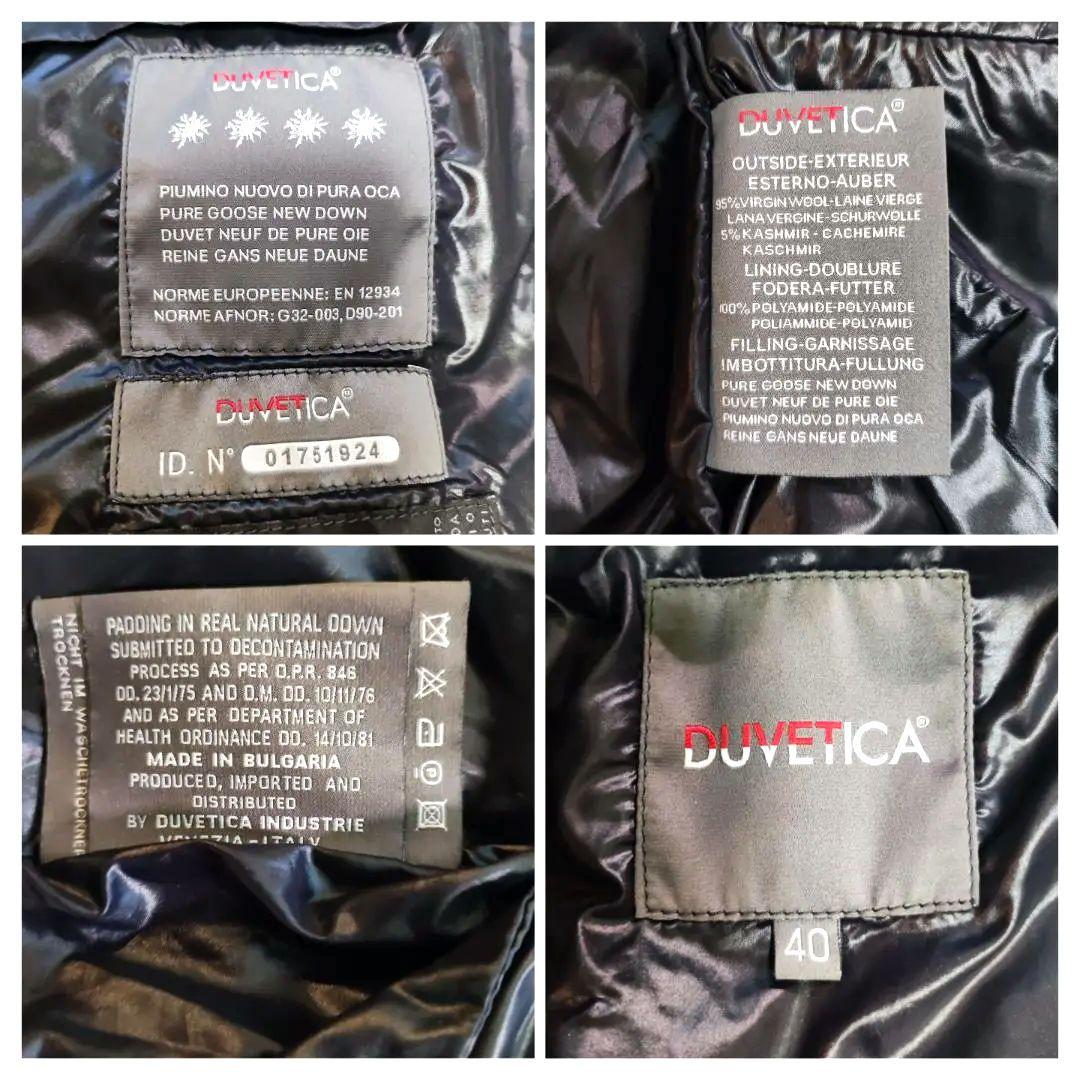 DUVETICA®
PIUMINO NUOVO DI PURA OCA
PURE GOOSE NEW DOWN
DUVET NEUF DE PURE OIE
REINE GANS NEUE DAUNE
NORME EUROPEENNE: EN 12934
NORME AFNOR: G32-003, D90-201
DUVETICA®
ID. N° 01751924
DUVETICA®
OUTSIDE-EXTERIEUR
ESTERNO-AUBER
95%VIRGIN WOOL-LAINE VIERGE
LANA VERGINE-SCHURWOLLE
5%KASHMIR - CACHEMIRE
KASCHMIR
LINING-DOUBLURE
FODERA-FUTTER
100%POLYAMIDE-POLYAMIDE
POLIAMMIDE-POLYAMID
FILLING-GARNISSAGE
IMBOTTITURA-FULLUNG
PURE GOOSE NEW DOWN
DUVET NEUF DE PURE OIE
PIUMINO NUOVO DI PURA OCA
REINE GANS NEUE DAUNE
NICHT IM WASCHETROCKNER
TROCKNEN
PADDING IN REAL NATURAL DOWN
SUBMITTED TO DECONTAMINATION
PROCESS AS PER D.P.R. 846
DD. 23/1/75 AND D.M. DD. 10/11/76
AND AS PER DEPARTMENT OF
HEALTH ORDINANCE DD. 14/10/81
MADE IN BULGARIA
PRODUCED, IMPORTED AND
DISTRIBUTED
BY DUVETICA INDUSTRIE
VENEZIA - ITALY
DUVETICA®
40